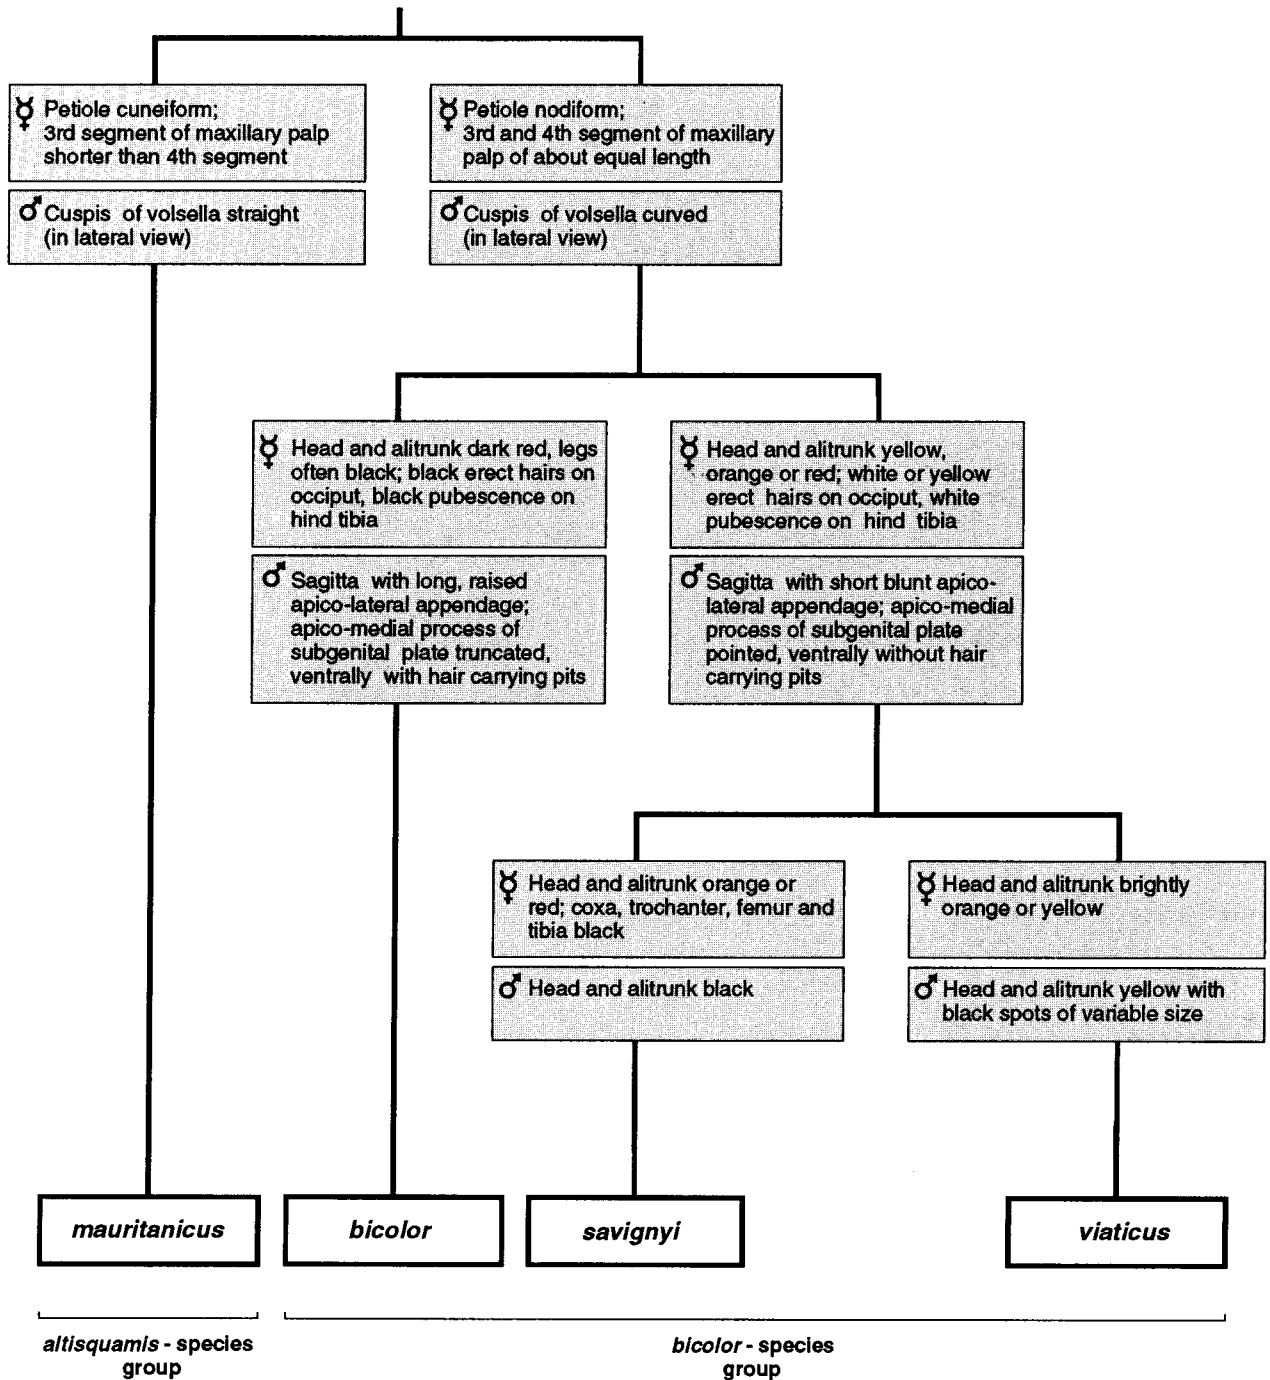 ☿ Petiole cuneiform;
3rd segment of maxillary palp
shorter than 4th segment
♂ Cuspis of volsella straight
(in lateral view)
☿ Petiole nodiform;
3rd and 4th segment of maxillary
palp of about equal length
♂ Cuspis of volsella curved
(in lateral view)
☿ Head and alitrunk dark red, legs
often black; black erect hairs on
occiput, black pubescence on
hind tibia
♂ Sagitta with long, raised
apico-lateral appendage;
apico-medial process of
subgenital plate truncated,
ventrally with hair carrying pits
☿ Head and alitrunk yellow,
orange or red; white or yellow
erect hairs on occiput, white
pubescence on hind tibia
♂ Sagitta with short blunt apico-
lateral appendage; apico-medial
process of subgenital plate
pointed, ventrally without hair
carrying pits
☿ Head and alitrunk orange or
red; coxa, trochanter, femur and
tibia black
♂ Head and alitrunk black
☿ Head and alitrunk brightly
orange or yellow
♂ Head and alitrunk yellow with
black spots of variable size
mauritanicus
bicolor
savignyi
viaticus
altisquamis - species
group
bicolor - species
group